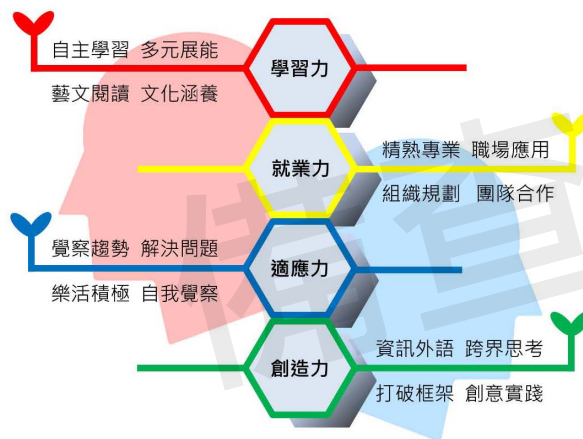 自主學習 多元展能
學習力
藝文閱讀 文化涵養
精熟專業 職場應用
就業力
組織規劃 團隊合作
覺察趨勢 解決問題
適應力
樂活積極 自我覺察
資訊外語 跨界思考
創造力
打破框架 創意實踐
備查